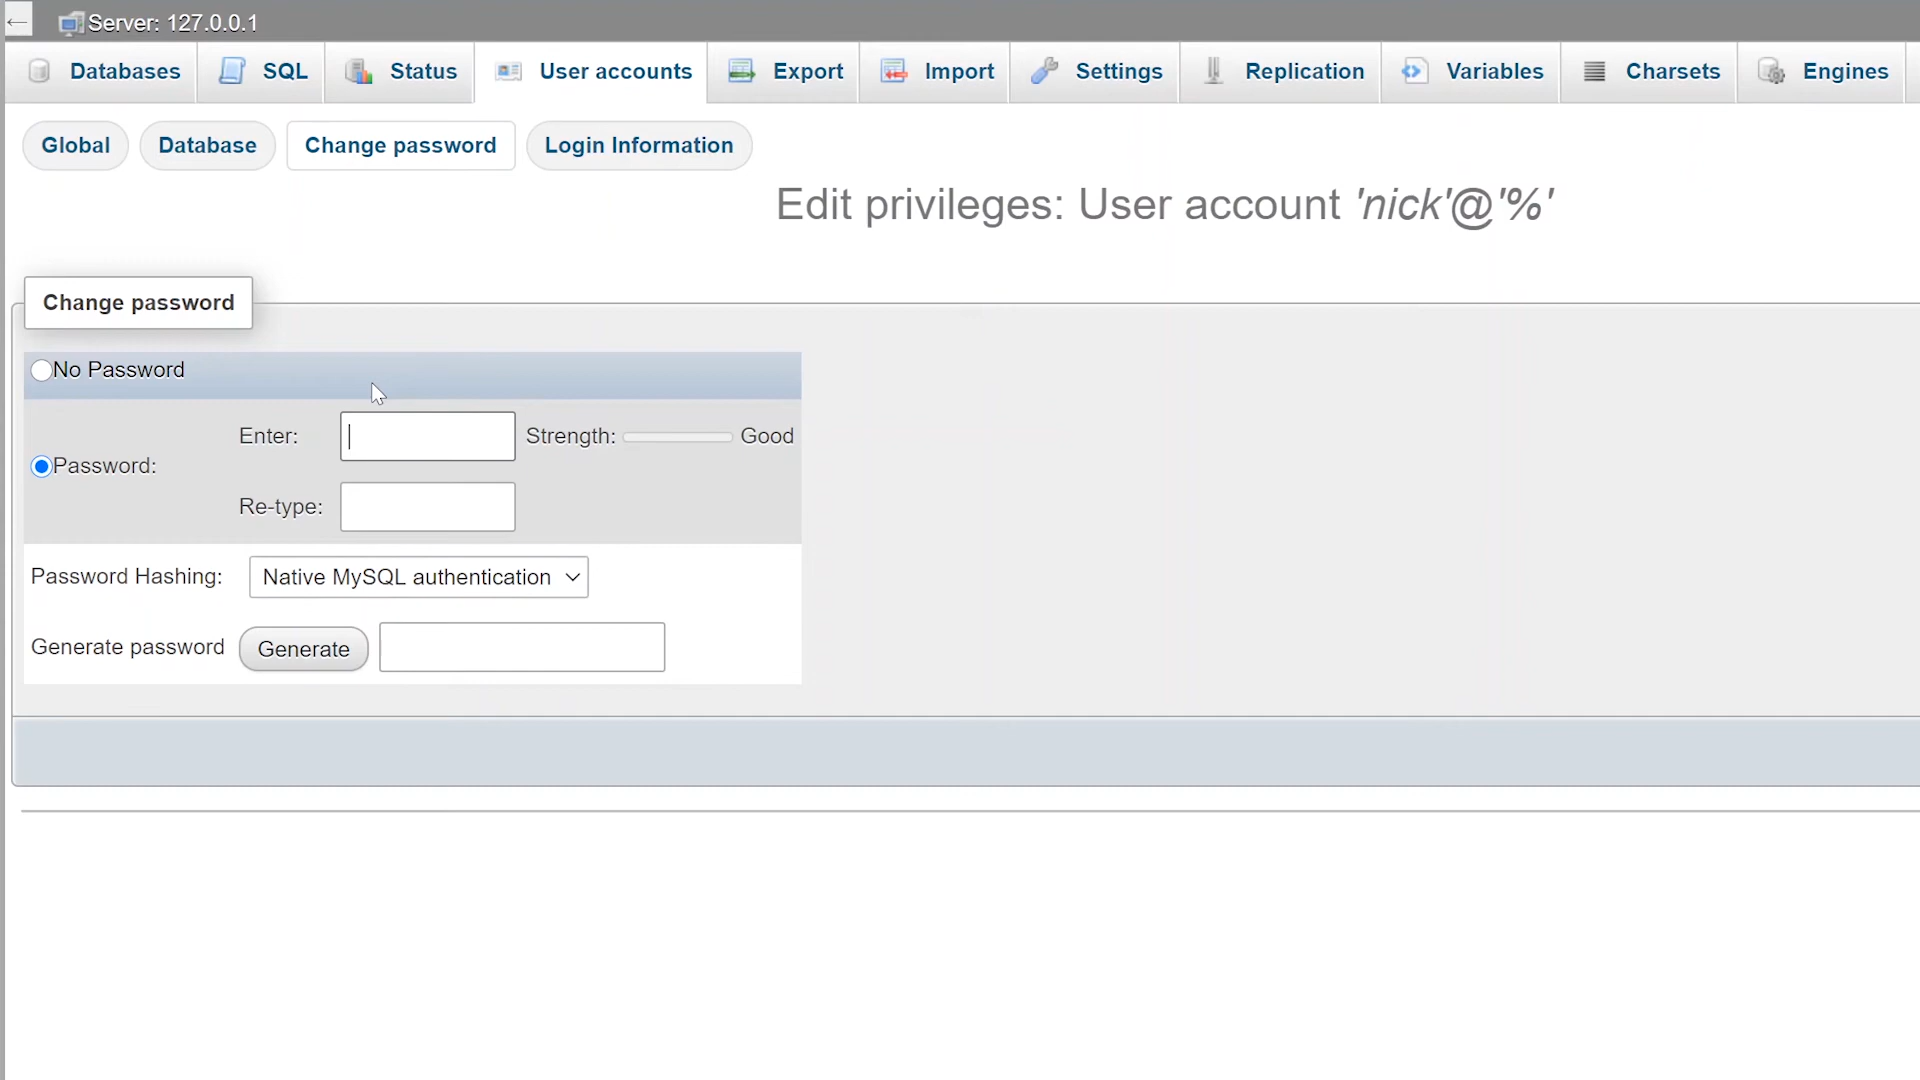 Server: 127.0.0.1
Databases SQL Status User accounts Export Import Settings Replication Variables Charsets Engines
Global Database Change password Login Information
Edit privileges: User account 'nick'@'%'
Change password
No Password
Enter: Strength: Good
Password:
Re-type:
Password Hashing: Native MySQL authentication
Generate password Generate